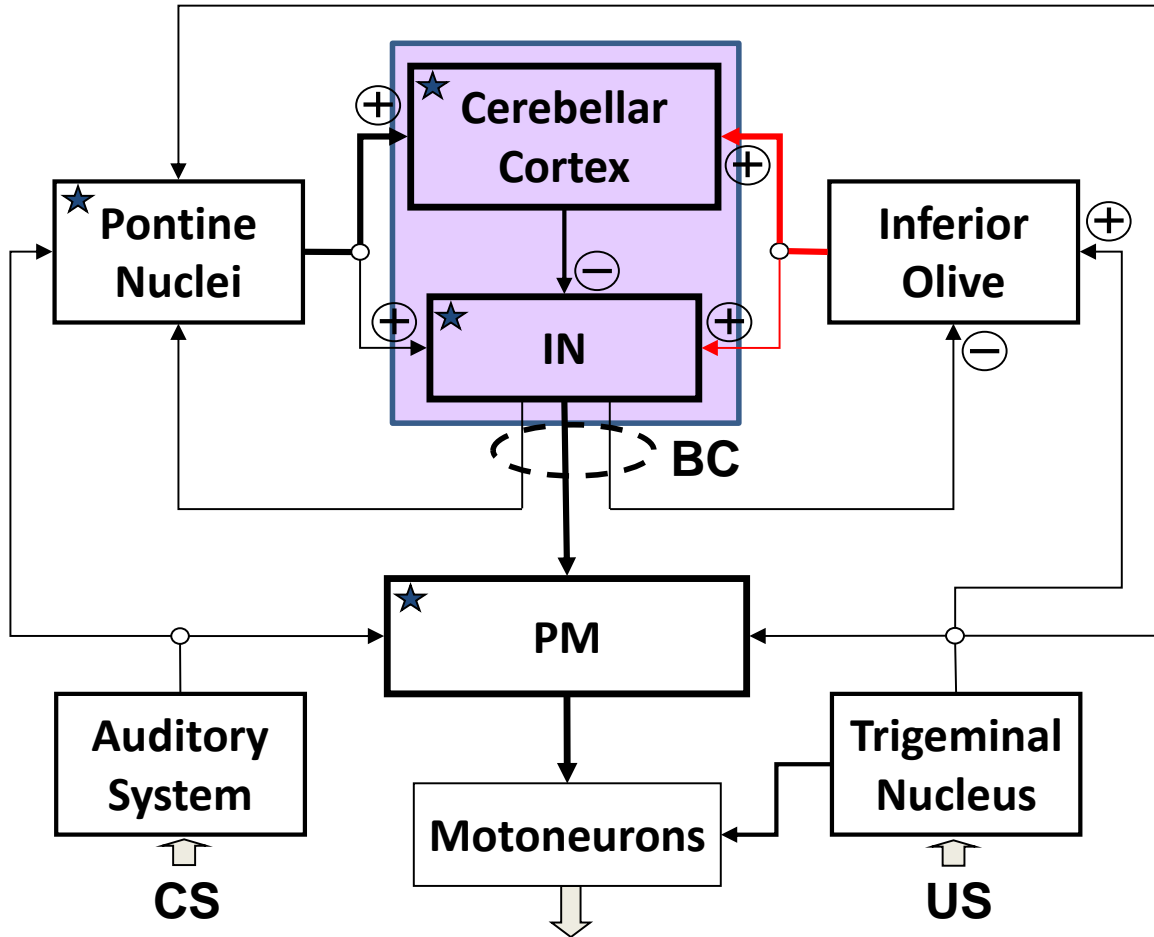 Cerebellar
Cortex
+
+
Pontine
Nuclei
Inferior
Olive
+
−
+
+
IN
−
BC
PM
Auditory
System
Trigeminal
Nucleus
Motoneurons
CS
US